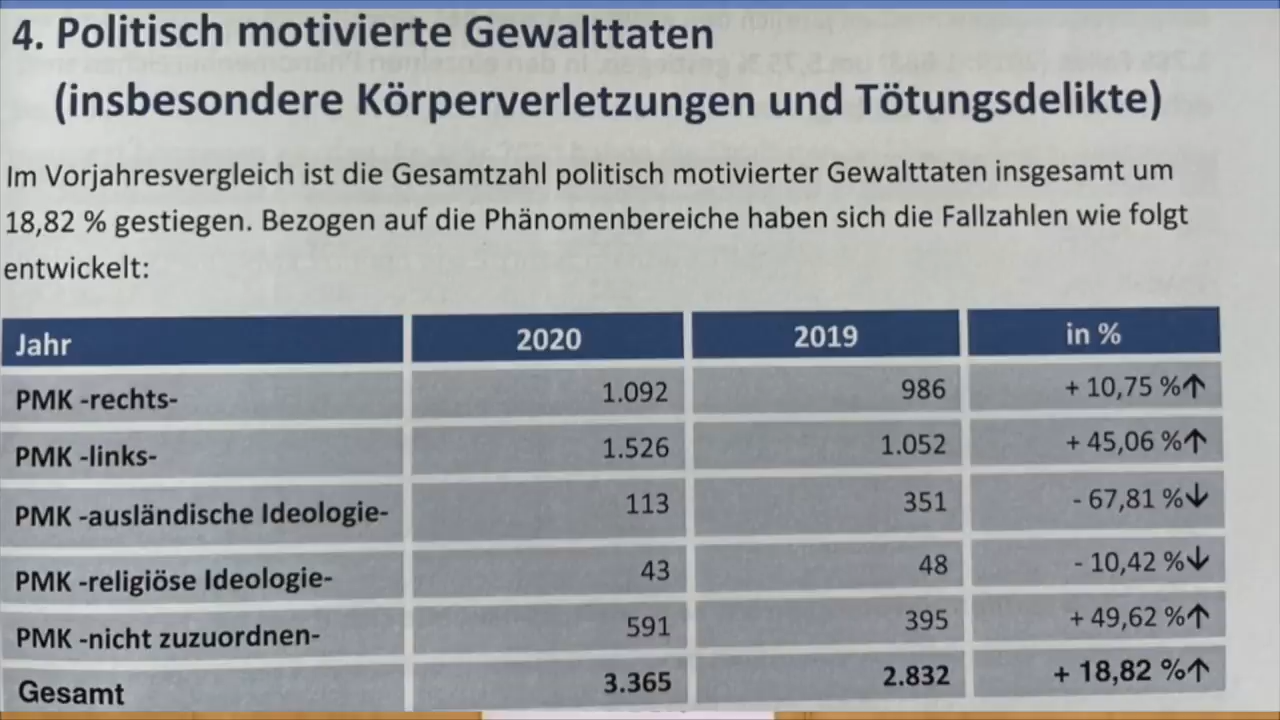 4. Politisch motivierte Gewalttaten
(insbesondere Körperverletzungen und Tötungsdelikte)
Im Vorjahresvergleich ist die Gesamtzahl politisch motivierter Gewalttaten insgesamt um
18,82 % gestiegen. Bezogen auf die Phänomenbereiche haben sich die Fallzahlen wie folgt
entwickelt:
Jahr 2020 2019 in %
PMK -rechts- 1.092 986 + 10,75 %↑
PMK -links- 1.526 1.052 + 45,06 %↑
PMK -ausländische Ideologie- 113 351 - 67,81 %↓
PMK -religiöse Ideologie- 43 48 - 10,42 %↓
PMK -nicht zuzuordnen- 591 395 + 49,62 %↑
Gesamt 3.365 2.832 + 18,82 %↑